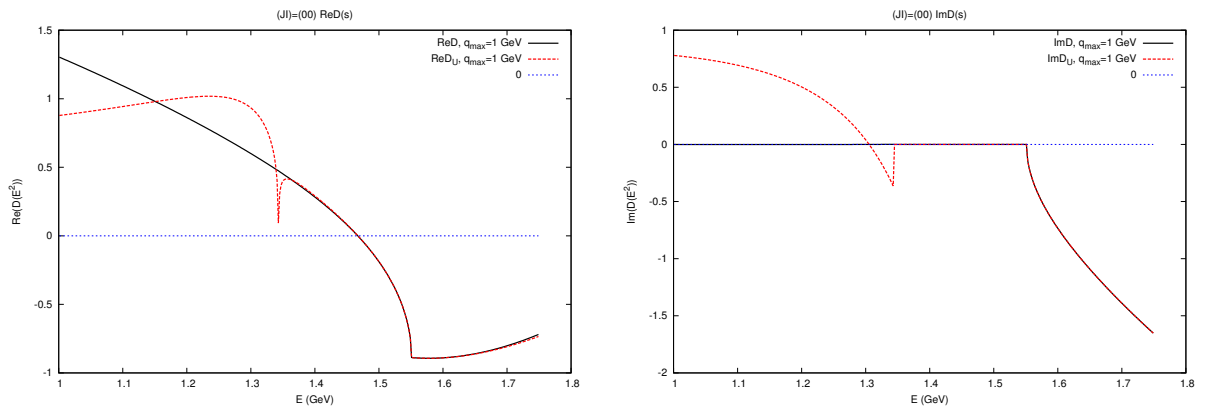 (JI)=(00) ReD(s)
1.5
1
0.5
0
-0.5
-1
Re(D(E²))
ReD, q_max=1 GeV
ReD_U, q_max=1 GeV
0
1 1.1 1.2 1.3 1.4 1.5 1.6 1.7 1.8
E (GeV)
(JI)=(00) ImD(s)
1
0.5
0
-0.5
-1
-1.5
-2
Im(D(E²))
ImD, q_max=1 GeV
ImD_U, q_max=1 GeV
0
1 1.1 1.2 1.3 1.4 1.5 1.6 1.7 1.8
E (GeV)